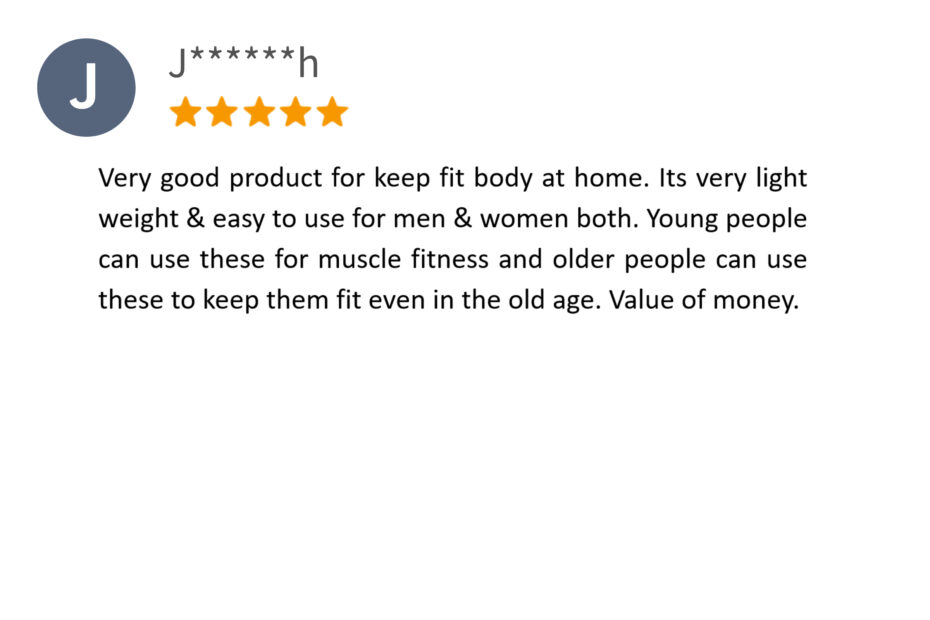 J
J******h
Very good product for keep fit body at home. Its very light
weight & easy to use for men & women both. Young people
can use these for muscle fitness and older people can use
these to keep them fit even in the old age. Value of money.